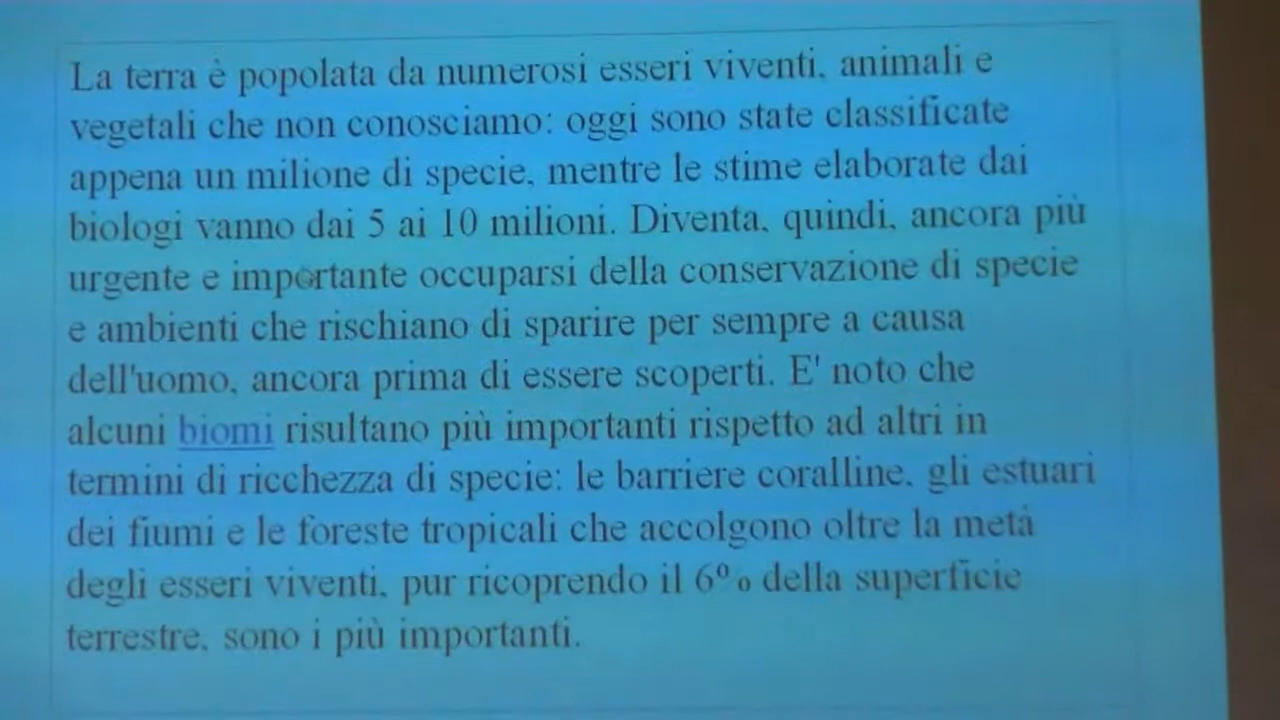 La terra è popolata da numerosi esseri viventi, animali e
vegetali che non conosciamo: oggi sono state classificate
appena un milione di specie, mentre le stime elaborate dai
biologi vanno dai 5 ai 10 milioni. Diventa, quindi, ancora più
urgente e importante occuparsi della conservazione di specie
e ambienti che rischiano di sparire per sempre a causa
dell'uomo, ancora prima di essere scoperti. E' noto che
alcuni biomi risultano più importanti rispetto ad altri in
termini di ricchezza di specie: le barriere coralline, gli estuari
dei fiumi e le foreste tropicali che accolgono oltre la metà
degli esseri viventi, pur ricoprendo il 6% della superficie
terrestre, sono i più importanti.